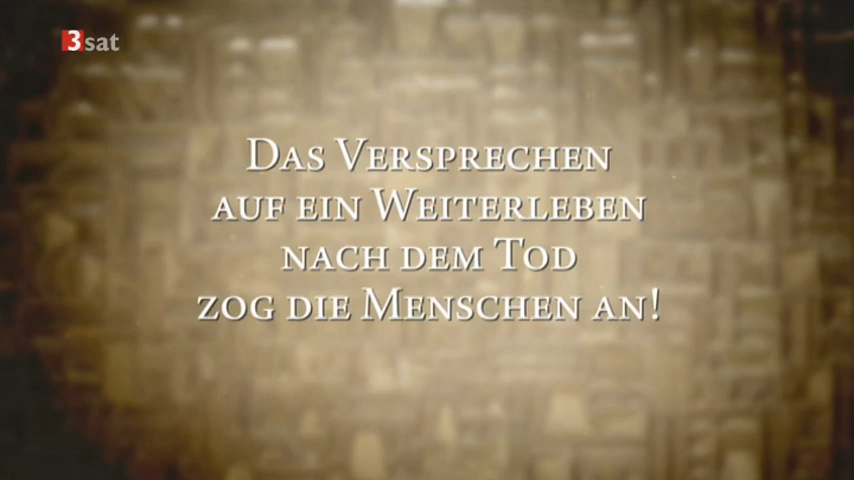 3sat
Das Versprechen
auf ein Weiterleben
nach dem Tod
zog die Menschen an!